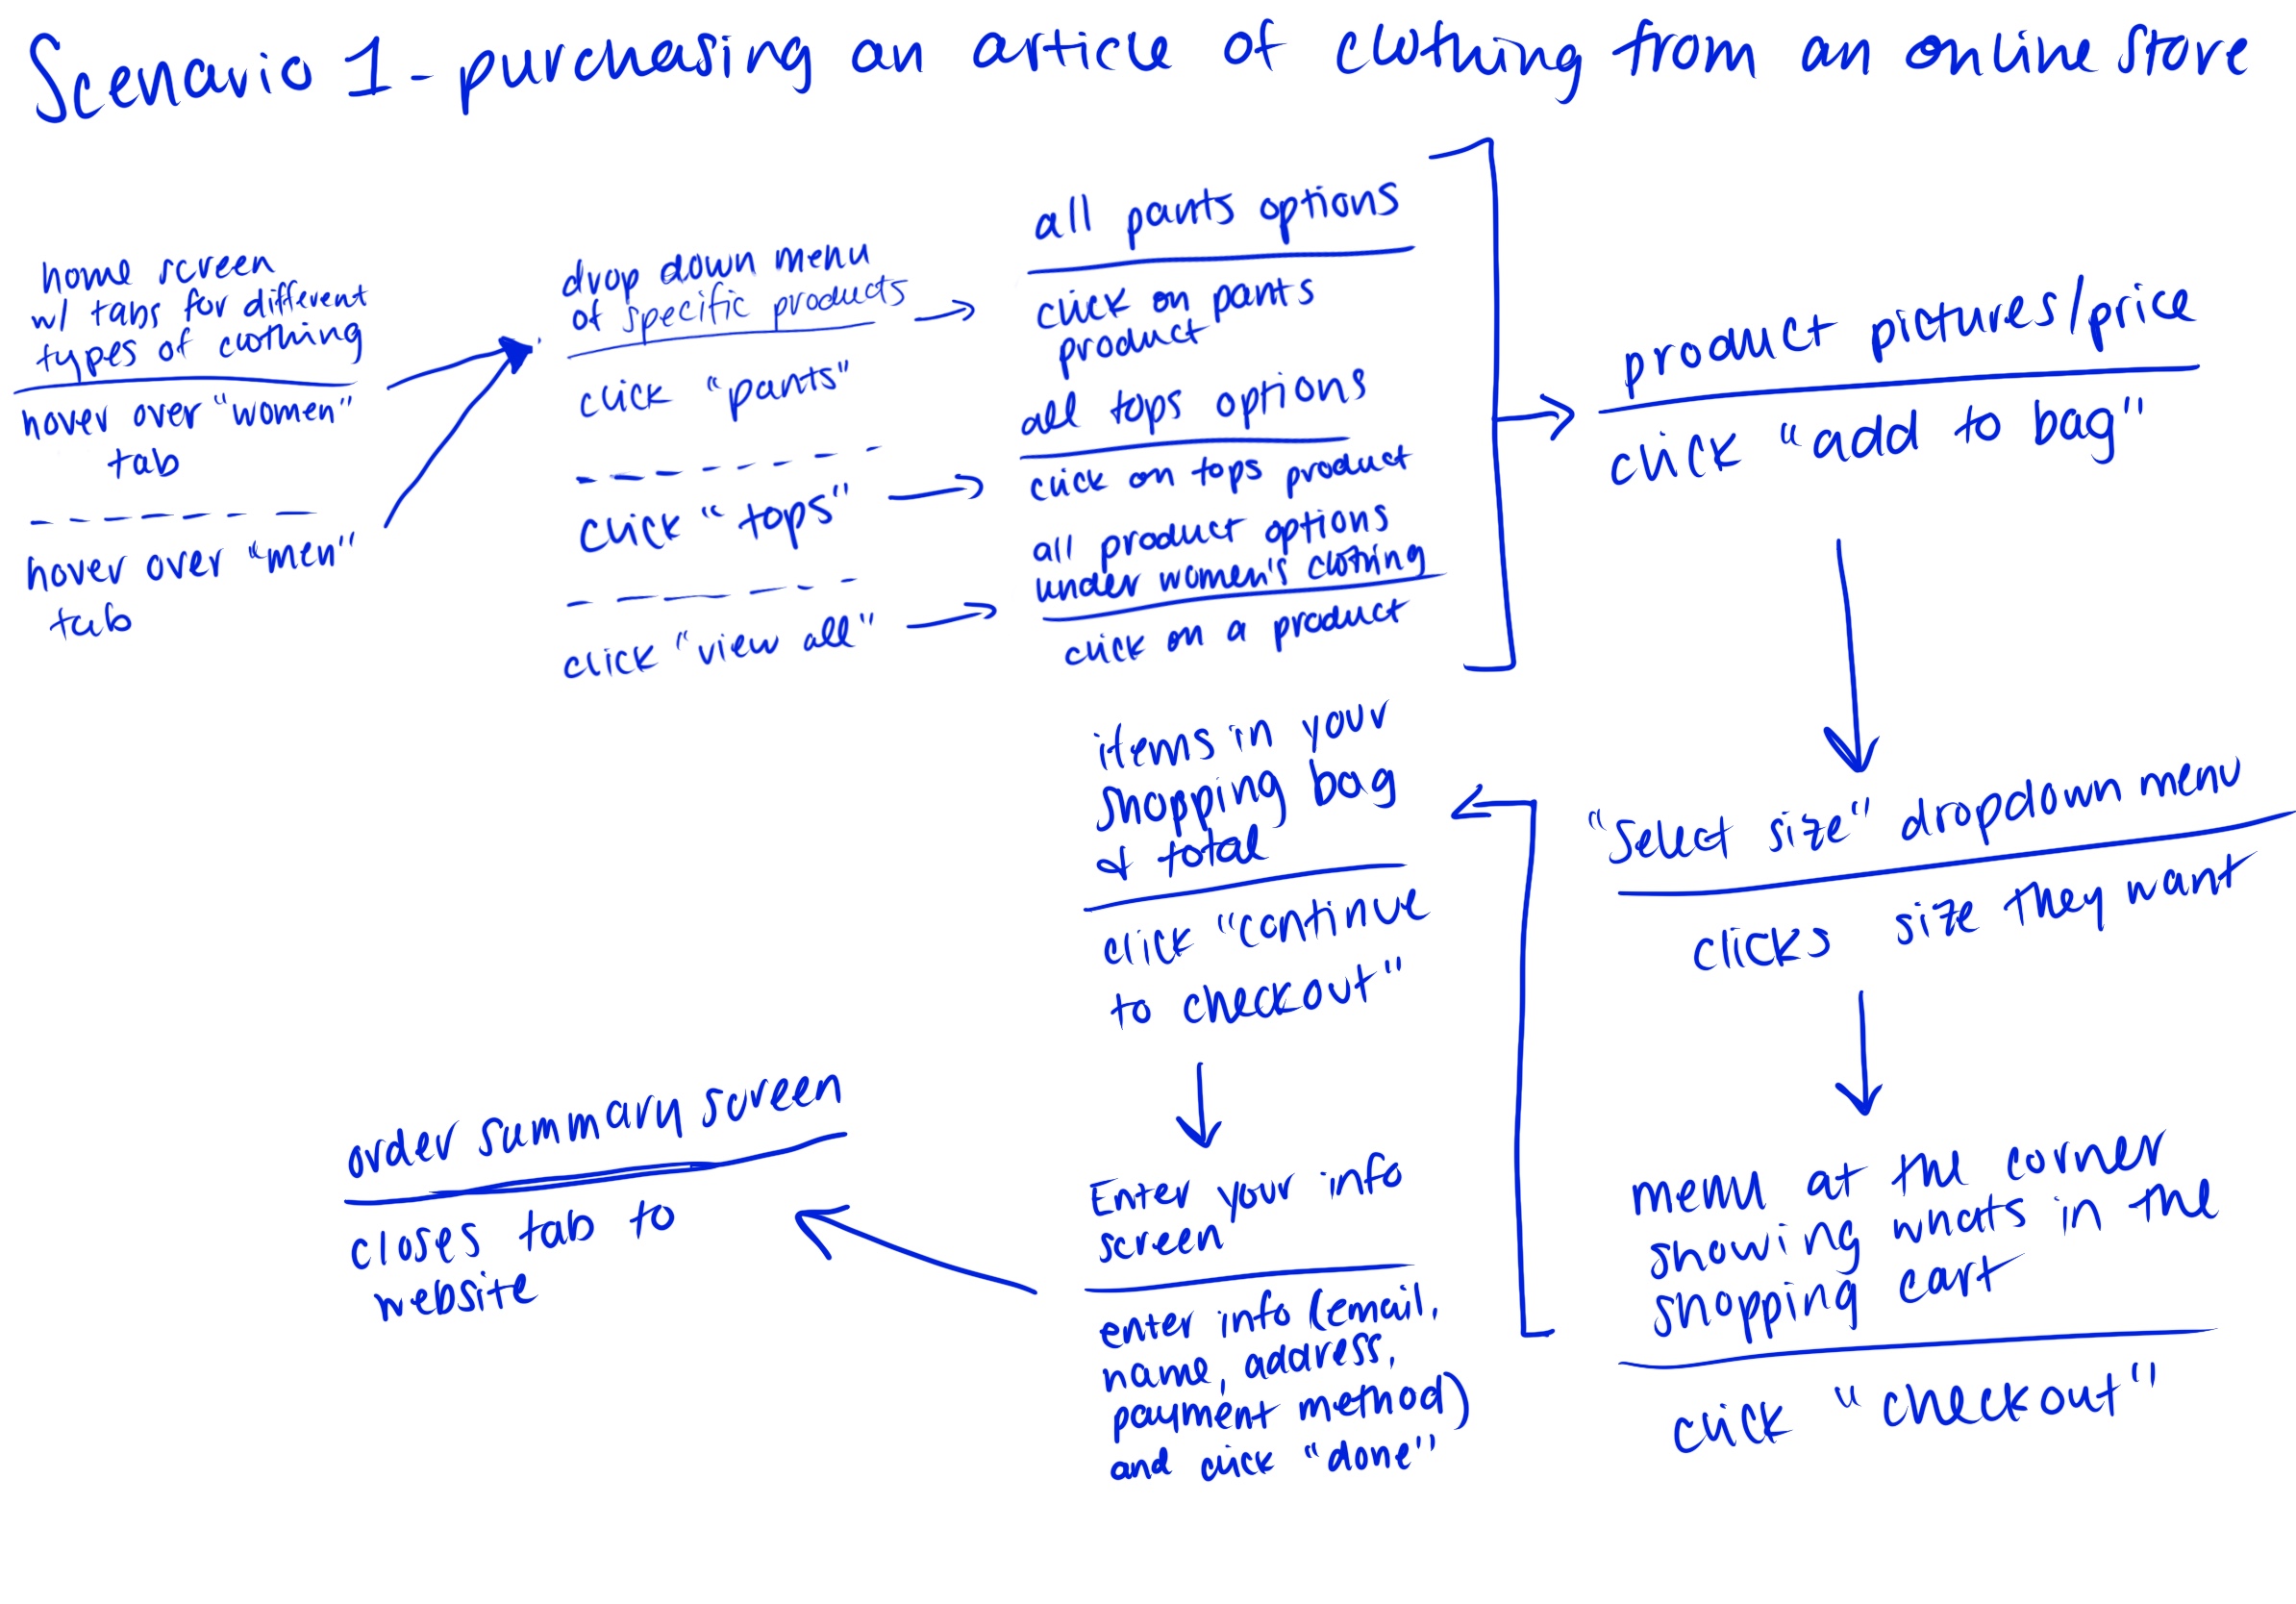 Scenario 1 - purchasing an article of clothing from an online store
home screen
w/ tabs for different
types of clothing
hover over "women"
tab
hover over "men"
tab
drop down menu
of specific products
click "pants"
click "tops"
click "view all"
all pants options
click on pants
product
all tops options
click on tops product
all product options
under women's clothing
click on a product
product pictures/price
click "add to bag"
"Select size" dropdown menu
clicks size they want
menu at the corner
showing whats in the
shopping cart
click "checkout"
items in your
shopping bag
& total
click "continue
to checkout"
Enter your info
screen
enter info (email,
name, address,
payment method)
and click "done"
order summary screen
closes tab to
website